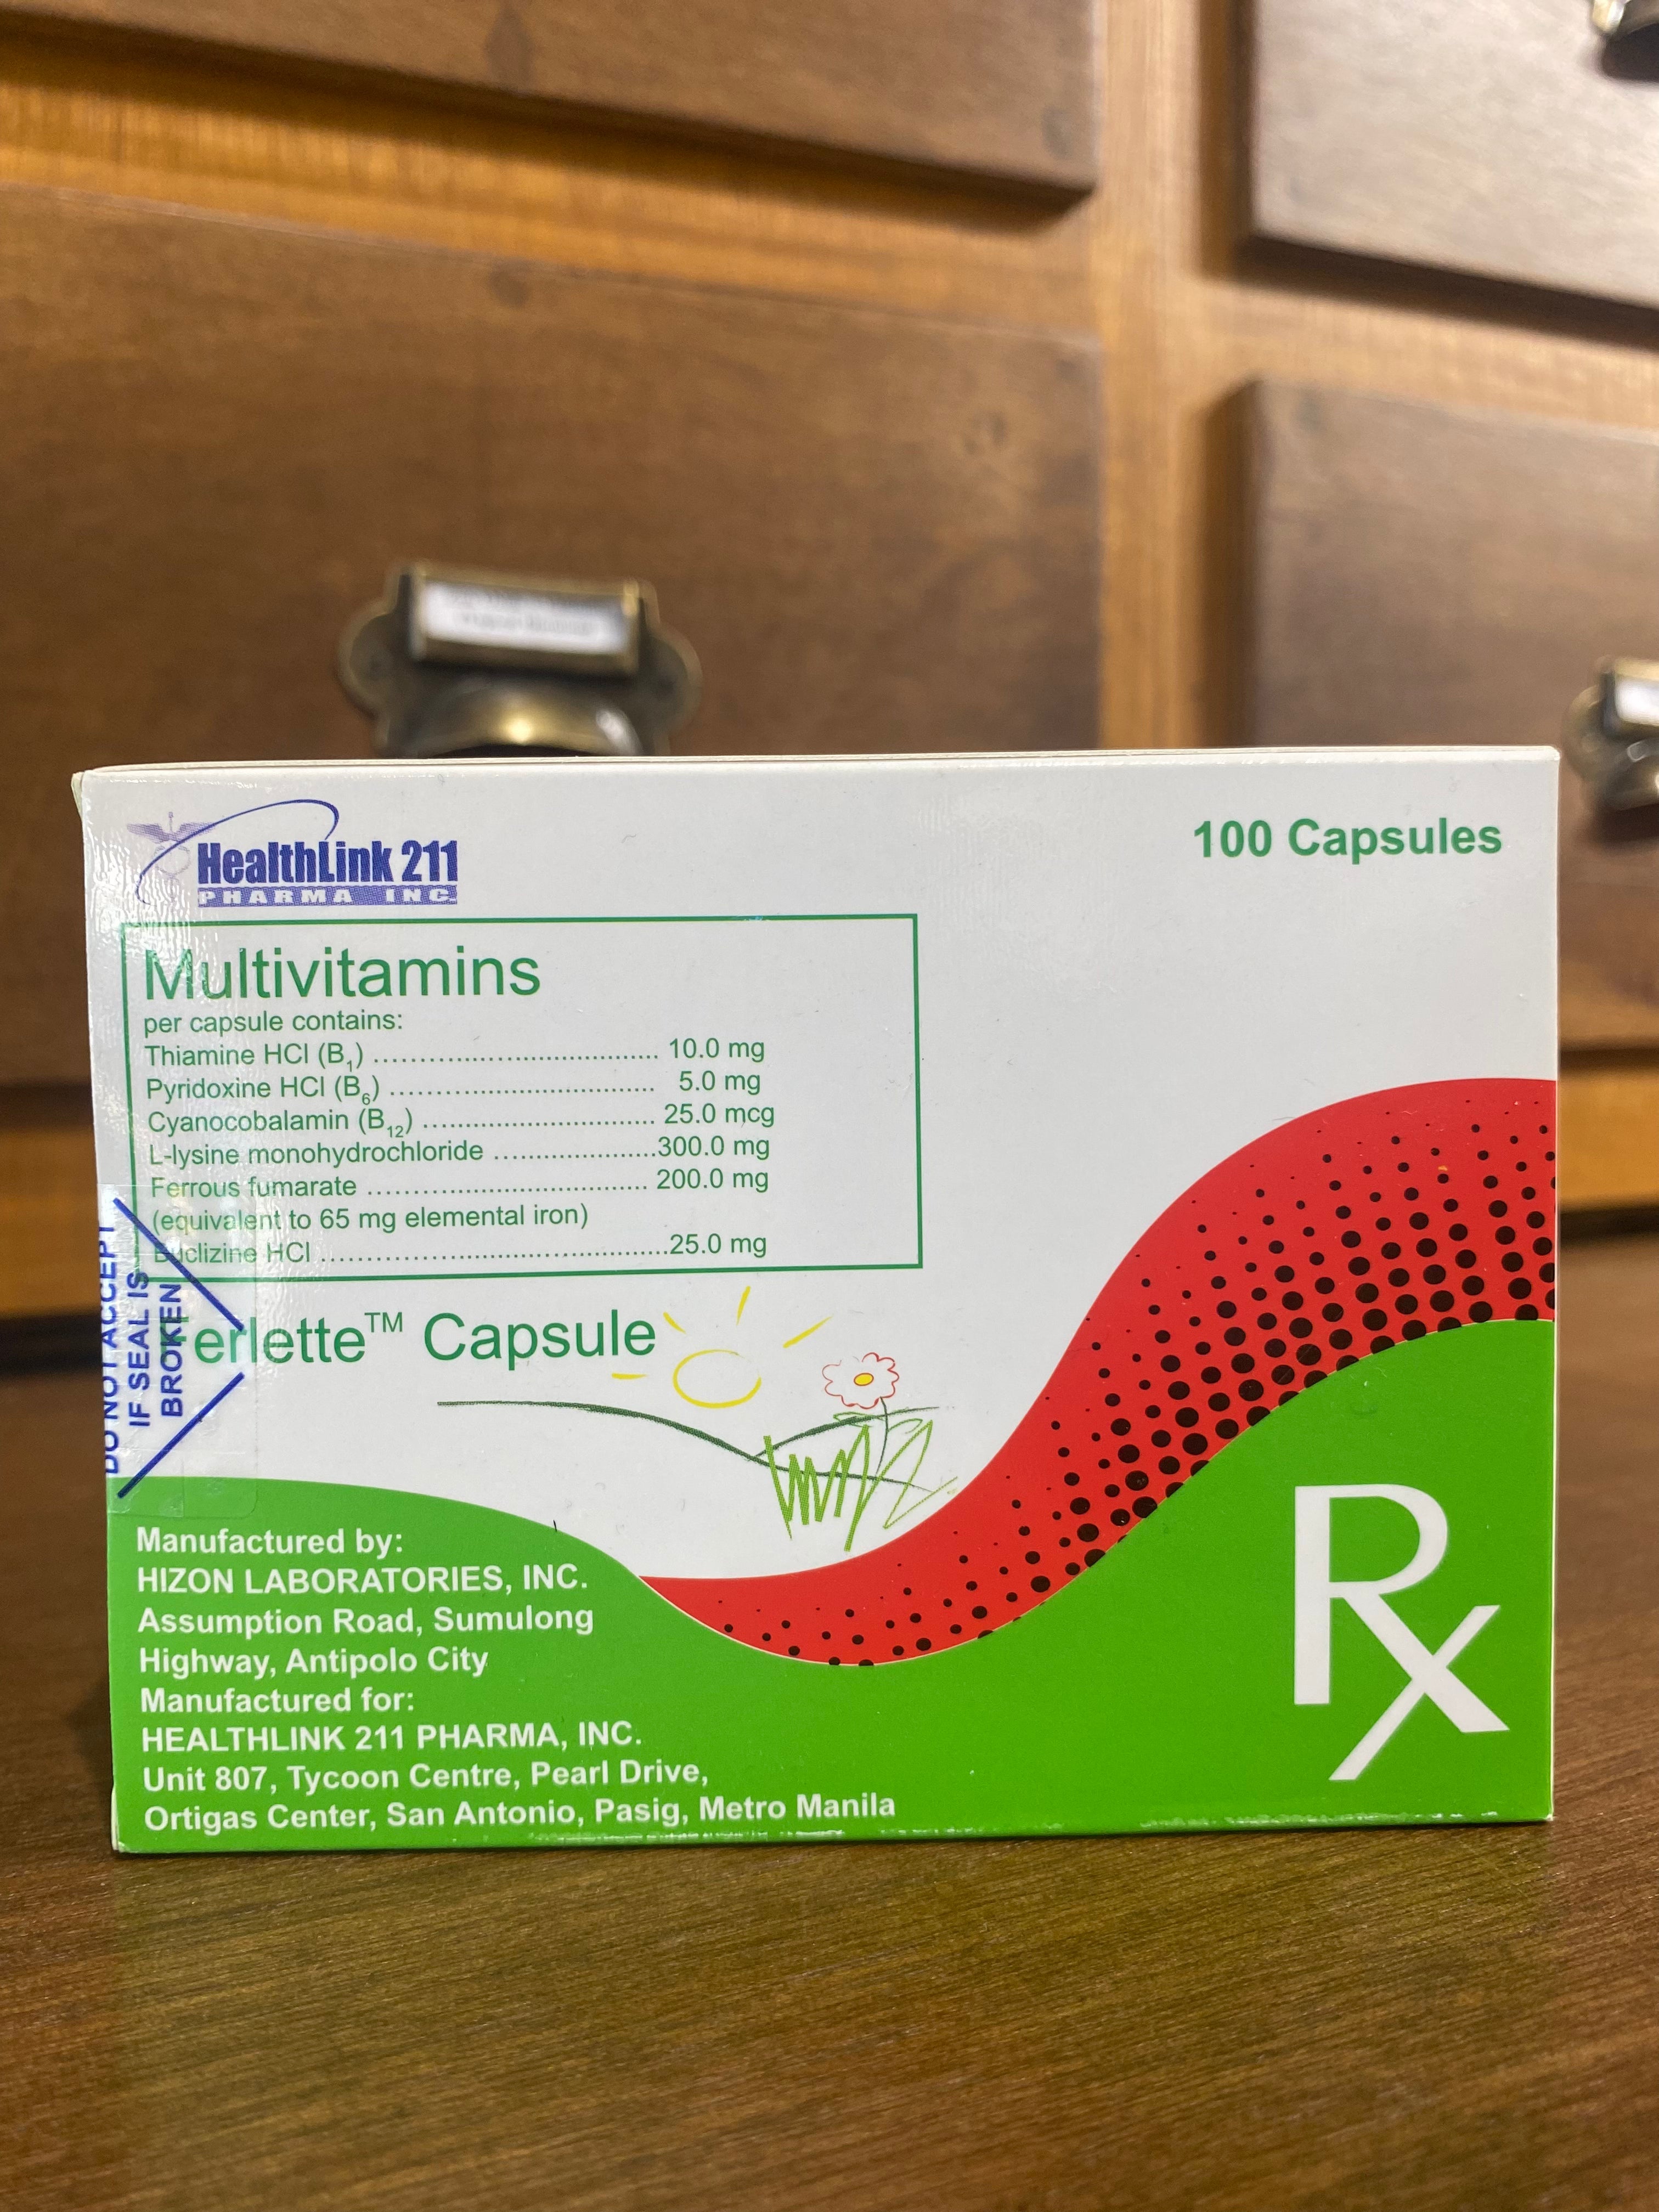 HealthLink 211
PHARMA INC.
100 Capsules
Multivitamins
per capsule contains:
Thiamine HCl (B1) ........................................ 10.0 mg
Pyridoxine HCl (B6) ..................................... 5.0 mg
Cyanocobalamin (B12) ................................. 25.0 mcg
L-lysine monohydrochloride .......................300.0 mg
Ferrous fumarate ........................................ 200.0 mg
(equivalent to 65 mg elemental iron)
Buclizine HCl .................................................25.0 mg
Ferlette™ Capsule
DO NOT ACCEPT
IF SEAL IS
BROKEN
Manufactured by:
HIZON LABORATORIES, INC.
Assumption Road, Sumulong
Highway, Antipolo City
Manufactured for:
HEALTHLINK 211 PHARMA, INC.
Unit 807, Tycoon Centre, Pearl Drive,
Ortigas Center, San Antonio, Pasig, Metro Manila
Rx